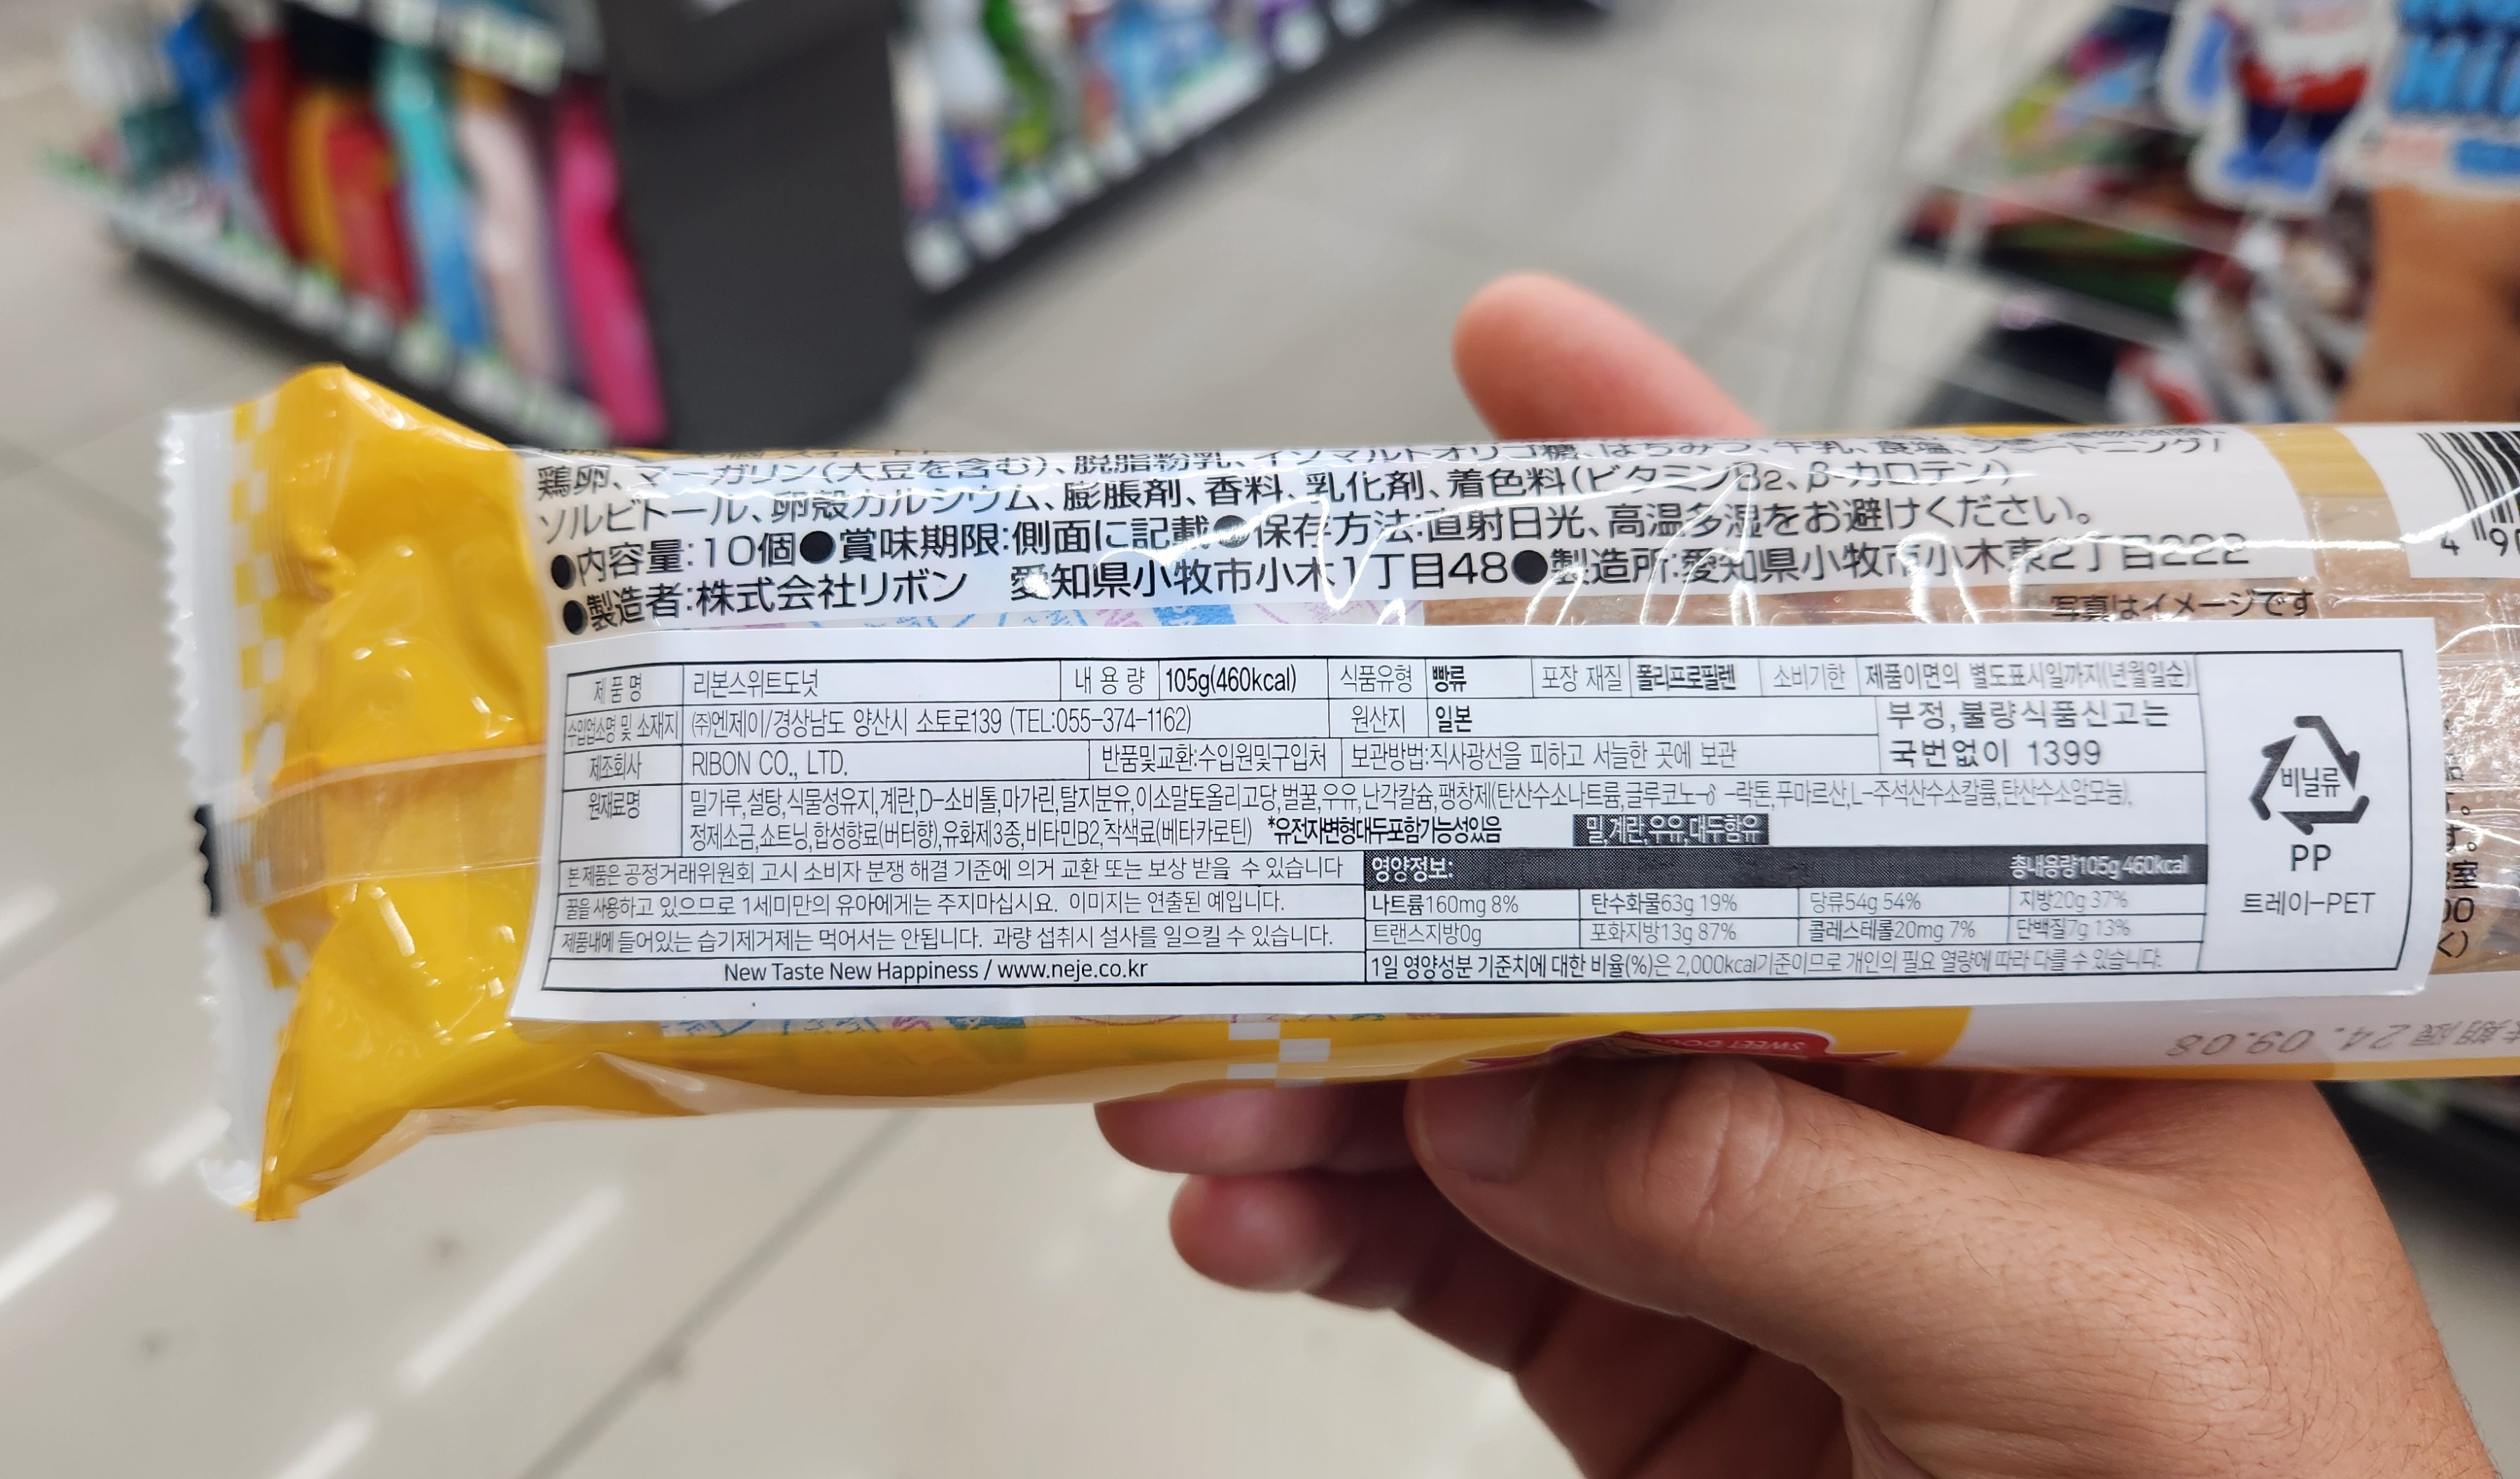 鶏卵、マーガリン(大豆を含む)、脱脂粉乳、イソマルトオリゴ糖、はちみつ、牛乳、食塩、ショートニング/
ソルビトール、卵殻カルシウム、膨脹剤、香料、乳化剤、着色料(ビタミンB2、β-カロテン)
●内容量:10個●賞味期限:側面に記載●保存方法:直射日光、高温多湿をお避けください。
●製造者:株式会社リボン 愛知県小牧市小木1丁目48●製造所:愛知県小牧市小木東2丁目222
写真はイメージです
4 90
제 품 명 리본스위트도넛 내 용 량 105g(460kcal) 식품유형 빵류 포장 재질 폴리프로필렌 소비기한 제품이면의 별도표시일까지(년월일순)
수입업소명 및 소재지 ㈜엔제이/경상남도 양산시 소토로139 (TEL:055-374-1162) 원산지 일본 부정,불량식품신고는
제조회사 RIBON CO., LTD. 반품및교환:수입원및구입처 보관방법:직사광선을 피하고 서늘한 곳에 보관 국번없이 1399
원재료명 밀가루,설탕,식물성유지,계란,D-소비톨,마가린,탈지분유,이소말토올리고당,벌꿀,우유,난각칼슘,팽창제(탄산수소나트륨,글루코노-δ-락톤,푸마르산,L-주석산수소칼륨,탄산수소암모늄),
정제소금,쇼트닝,합성향료(버터향),유화제3종,비타민B2,착색료(베타카로틴) *유전자변형대두포함가능성있음 밀,계란,우유,대두함유
본제품은 공정거래위원회 고시 소비자 분쟁 해결 기준에 의거 교환 또는 보상 받을 수 있습니다
꿀을 사용하고 있으므로 1세미만의 유아에게는 주지마십시요. 이미지는 연출된 예입니다.
제품내에 들어있는 습기제거제는 먹어서는 안됩니다. 과량 섭취시 설사를 일으킬 수 있습니다.
New Taste New Happiness / www.neje.co.kr
영양정보: 총내용량105g 460kcal
나트륨160mg 8% 탄수화물63g 19% 당류54g 54% 지방20g 37%
트랜스지방0g 포화지방13g 87% 콜레스테롤20mg 7% 단백질7g 13%
1일 영양성분 기준치에 대한 비율(%)은 2,000kcal기준이므로 개인의 필요 열량에 따라 다를 수 있습니다.
비닐류
PP
트레이-PET
SWEET
期限24.09.08